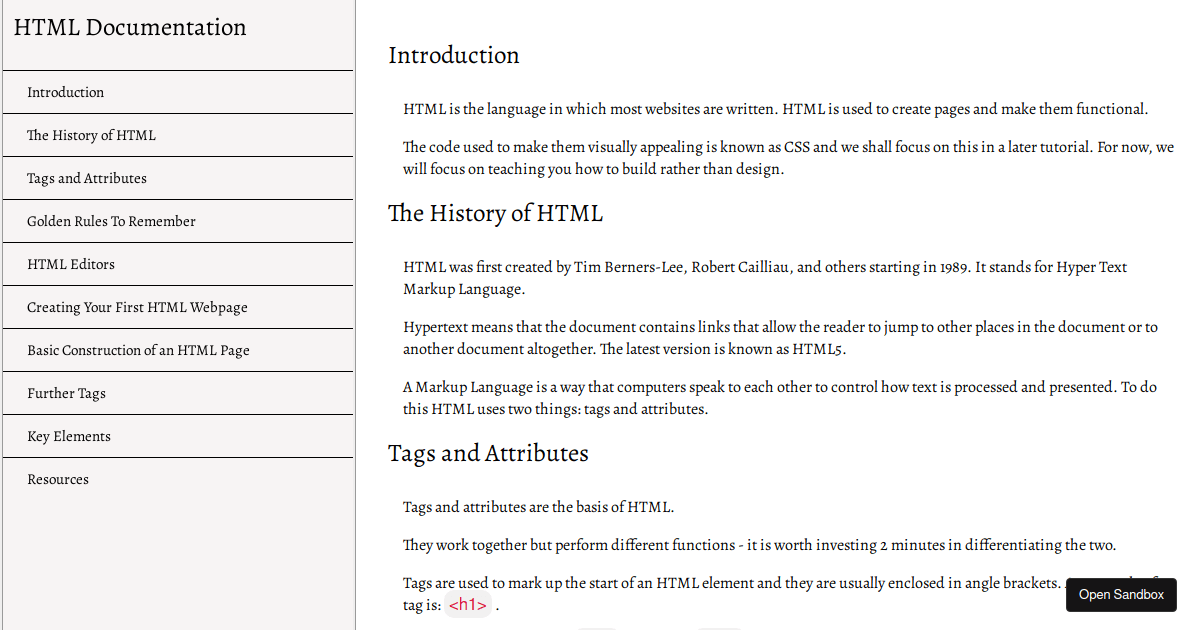 HTML Documentation
Introduction
The History of HTML
Tags and Attributes
Golden Rules To Remember
HTML Editors
Creating Your First HTML Webpage
Basic Construction of an HTML Page
Further Tags
Key Elements
Resources
Introduction
HTML is the language in which most websites are written. HTML is used to create pages and make them functional.
The code used to make them visually appealing is known as CSS and we shall focus on this in a later tutorial. For now, we
will focus on teaching you how to build rather than design.
The History of HTML
HTML was first created by Tim Berners-Lee, Robert Cailliau, and others starting in 1989. It stands for Hyper Text
Markup Language.
Hypertext means that the document contains links that allow the reader to jump to other places in the document or to
another document altogether. The latest version is known as HTML5.
A Markup Language is a way that computers speak to each other to control how text is processed and presented. To do
this HTML uses two things: tags and attributes.
Tags and Attributes
Tags and attributes are the basis of HTML.
They work together but perform different functions - it is worth investing 2 minutes in differentiating the two.
Tags are used to mark up the start of an HTML element and they are usually enclosed in angle brackets.
tag is: <h1> .
Open Sandbox